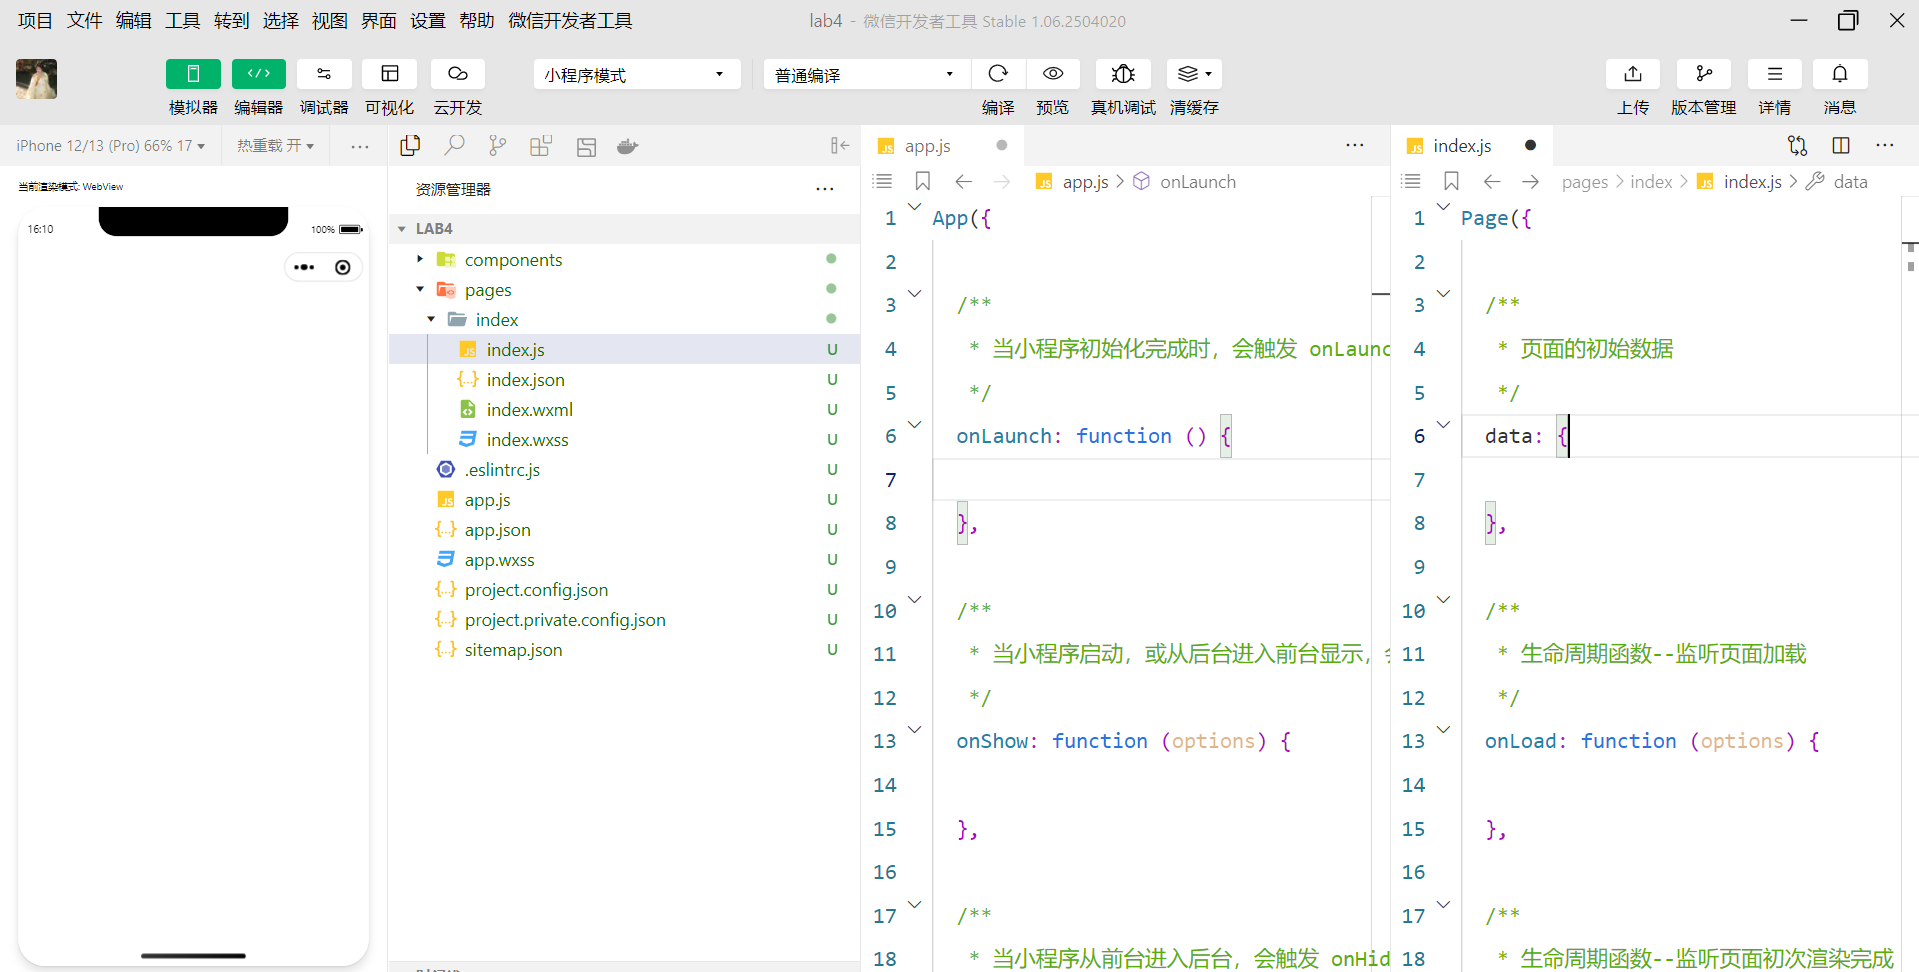 项目 文件 编辑 工具 转到 选择 视图 界面 设置 帮助 微信开发者工具
lab4 - 微信开发者工具 Stable 1.06.2504020
模拟器 编辑器 调试器 可视化 云开发
小程序模式
普通编译
编译 预览 真机调试 清缓存
上传 版本管理 详情 消息
iPhone 12/13 (Pro) 66% 17
热重载 开
当前渲染模式: WebView
16:10
100%
资源管理器
LAB4
components
pages
index
index.js U
index.json U
index.wxml U
index.wxss U
.eslintrc.js U
app.js U
app.json U
app.wxss U
project.config.json U
project.private.config.json U
sitemap.json U
app.js
app.js > onLaunch
1 App({
2
3 /**
4 * 当小程序初始化完成时，会触发 onLaunc
5 */
6 onLaunch: function () {
7
8 },
9
10 /**
11 * 当小程序启动，或从后台进入前台显示，
12 */
13 onShow: function (options) {
14
15 },
16
17 /**
18 * 当小程序从前台进入后台，会触发 onHid
index.js
pages > index > index.js > data
1 Page({
2
3 /**
4 * 页面的初始数据
5 */
6 data: {
7
8 },
9
10 /**
11 * 生命周期函数--监听页面加载
12 */
13 onLoad: function (options) {
14
15 },
16
17 /**
18 * 生命周期函数--监听页面初次渲染完成